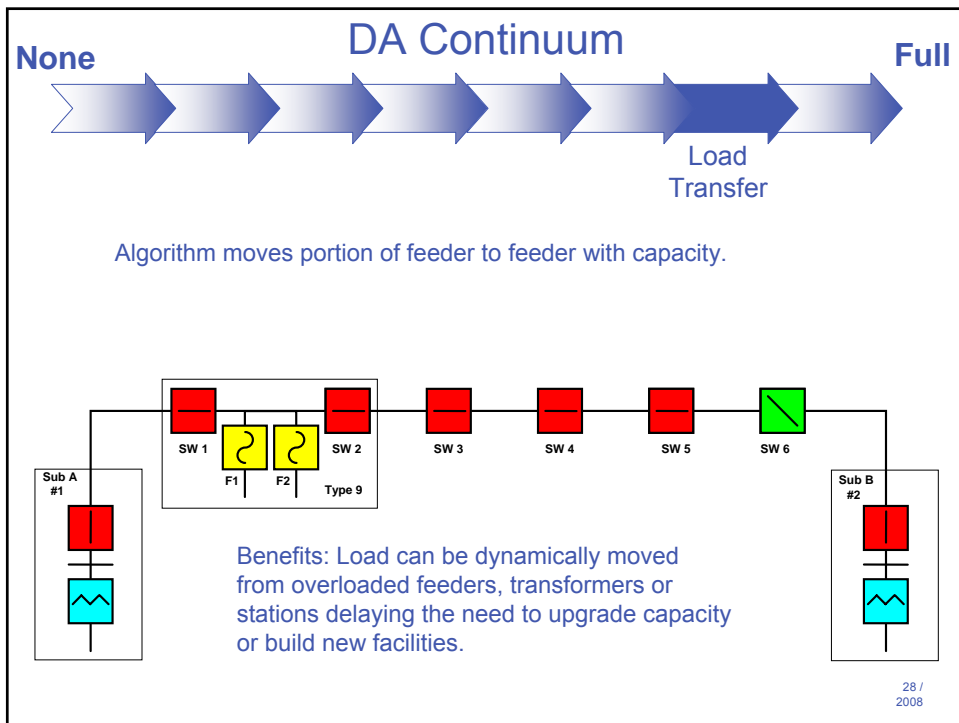 DA Continuum
None
Full
Load
Transfer
Algorithm moves portion of feeder to feeder with capacity.
SW 1
SW 2
SW 3
SW 4
SW 5
SW 6
F1
F2
Type 9
Sub A
#1
Sub B
#2
Benefits: Load can be dynamically moved
from overloaded feeders, transformers or
stations delaying the need to upgrade capacity
or build new facilities.
28 /
2008